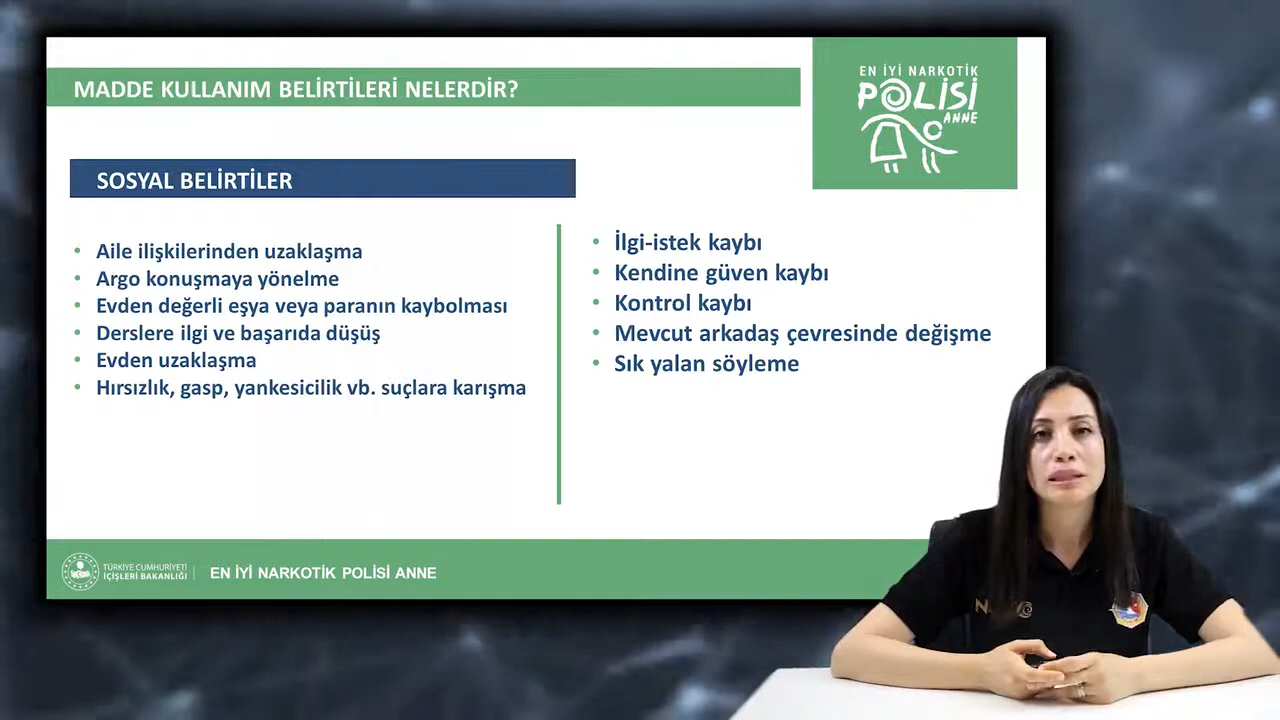 MADDE KULLANIM BELİRTİLERİ NELERDİR?
EN İYİ NARKOTİK
POLİSİ
ANNE
SOSYAL BELİRTİLER
• Aile ilişkilerinden uzaklaşma
• Argo konuşmaya yönelme
• Evden değerli eşya veya paranın kaybolması
• Derslere ilgi ve başarıda düşüş
• Evden uzaklaşma
• Hırsızlık, gasp, yankesicilik vb. suçlara karışma
• İlgi-istek kaybı
• Kendine güven kaybı
• Kontrol kaybı
• Mevcut arkadaş çevresinde değişme
• Sık yalan söyleme
TÜRKİYE CUMHURİYETİ
İÇİŞLERİ BAKANLIĞI
EN İYİ NARKOTİK POLİSİ ANNE